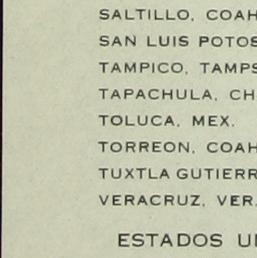 SALTILLO, COAH
SAN LUIS POTOS
TAMPICO, TAMPS
TAPACHULA, CH
TOLUCA, MEX.
TORREON, COAH
TUXTLA GUTIERR
VERACRUZ, VER.
ESTADOS U